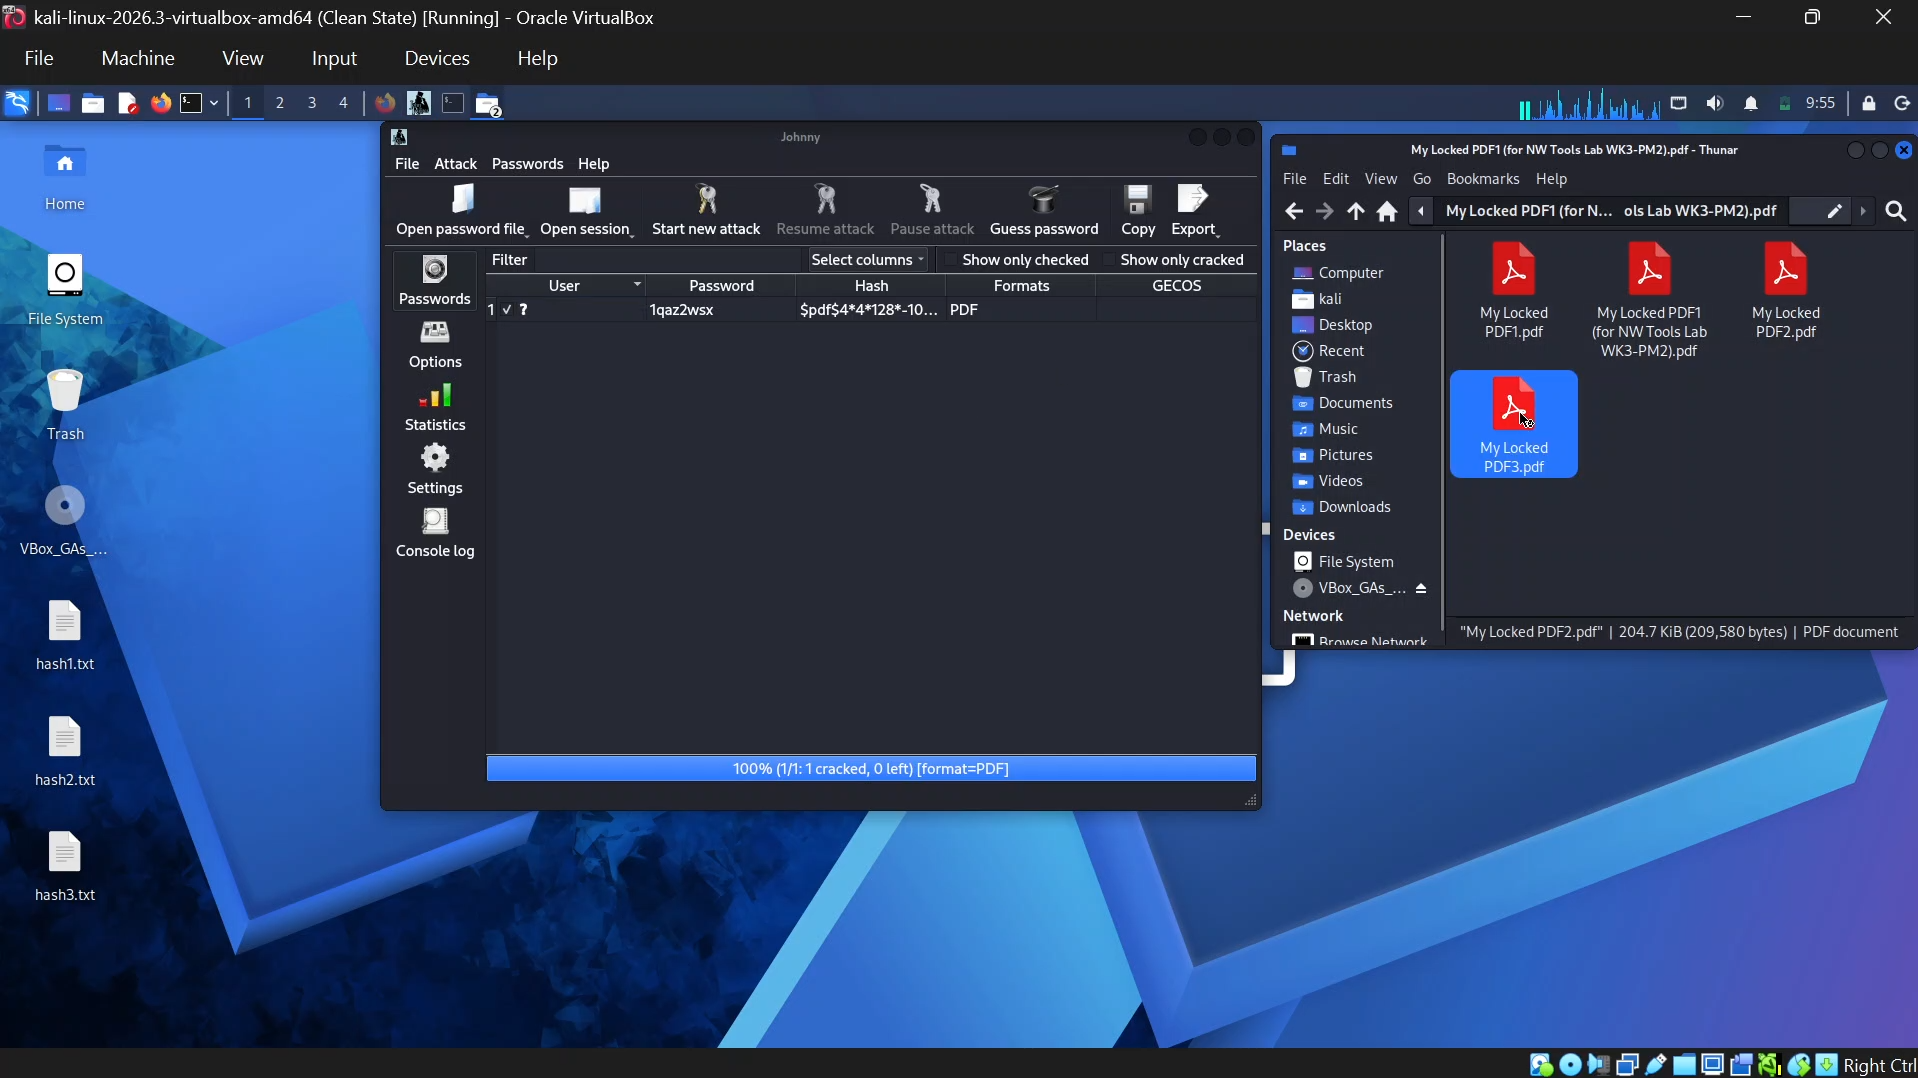 kali-linux-2026.3-virtualbox-amd64 (Clean State) [Running] - Oracle VirtualBox
File Machine View Input Devices Help
1 2 3 4 2 9:55
Home
File System
Trash
VBox_GAs_...
hash1.txt
hash2.txt
hash3.txt
Johnny
File Attack Passwords Help
Open password file Open session Start new attack Resume attack Pause attack Guess password Copy Export
Passwords
Options
Statistics
Settings
Console log
Filter Select columns Show only checked Show only cracked
User Password Hash Formats GECOS
1 ? 1qaz2wsx $pdf$4*4*128*-10... PDF
100% (1/1: 1 cracked, 0 left) [format=PDF]
My Locked PDF1 (for NW Tools Lab WK3-PM2).pdf - Thunar
File Edit View Go Bookmarks Help
My Locked PDF1 (for N... ols Lab WK3-PM2).pdf
Places
Computer
kali
Desktop
Recent
Trash
Documents
Music
Pictures
Videos
Downloads
Devices
File System
VBox_GAs_...
Network
Browse Network
My Locked
PDF1.pdf
My Locked PDF1
(for NW Tools Lab
WK3-PM2).pdf
My Locked
PDF2.pdf
My Locked
PDF3.pdf
"My Locked PDF2.pdf" | 204.7 KiB (209,580 bytes) | PDF document
Right Ctrl